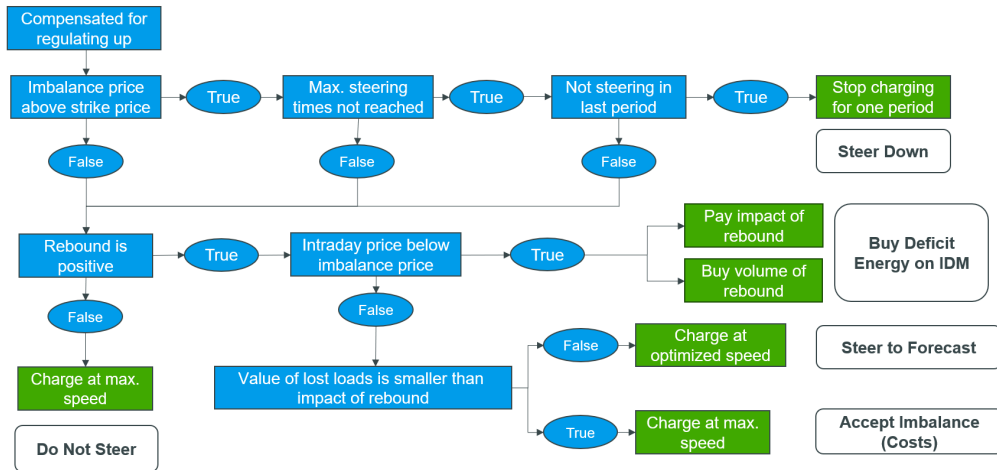 Compensated for
regulating up
Imbalance price
above strike price
True
Max. steering
times not reached
True
Not steering in
last period
True
Stop charging
for one period
False
False
False
Steer Down
Rebound is
positive
True
Intraday price below
imbalance price
True
Pay impact of
rebound
Buy volume of
rebound
Buy Deficit
Energy on IDM
False
False
Charge at max.
speed
Do Not Steer
Value of lost loads is smaller than
impact of rebound
False
Charge at
optimized speed
Steer to Forecast
True
Charge at max.
speed
Accept Imbalance
(Costs)